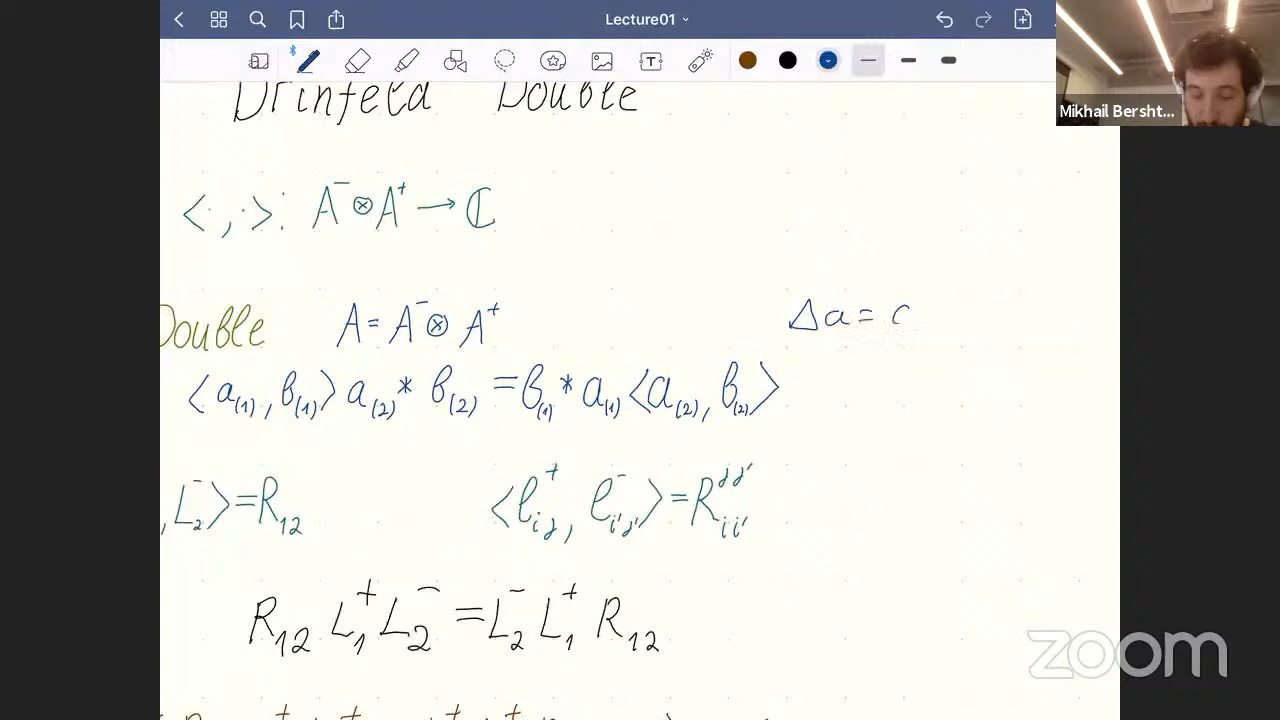 Lecture01
Mikhail Bersht...
Drinfeld Double
<·,·>: A⁻ ⊗ A⁺ → ℂ
Double A = A⁻ ⊗ A⁺
Δa = c
<a₍₁₎, b₍₁₎> a₍₂₎ * b₍₂₎ = b₍₁₎ * a₍₁₎ <a₍₂₎, b₍₂₎>
, L₂⁻> = R₁₂ <l⁺_{ij}, l⁻_{i'j'}> = R^{jj'}_{ii'}
R₁₂ L₁⁺ L₂⁻ = L₂⁻ L₁⁺ R₁₂
zoom